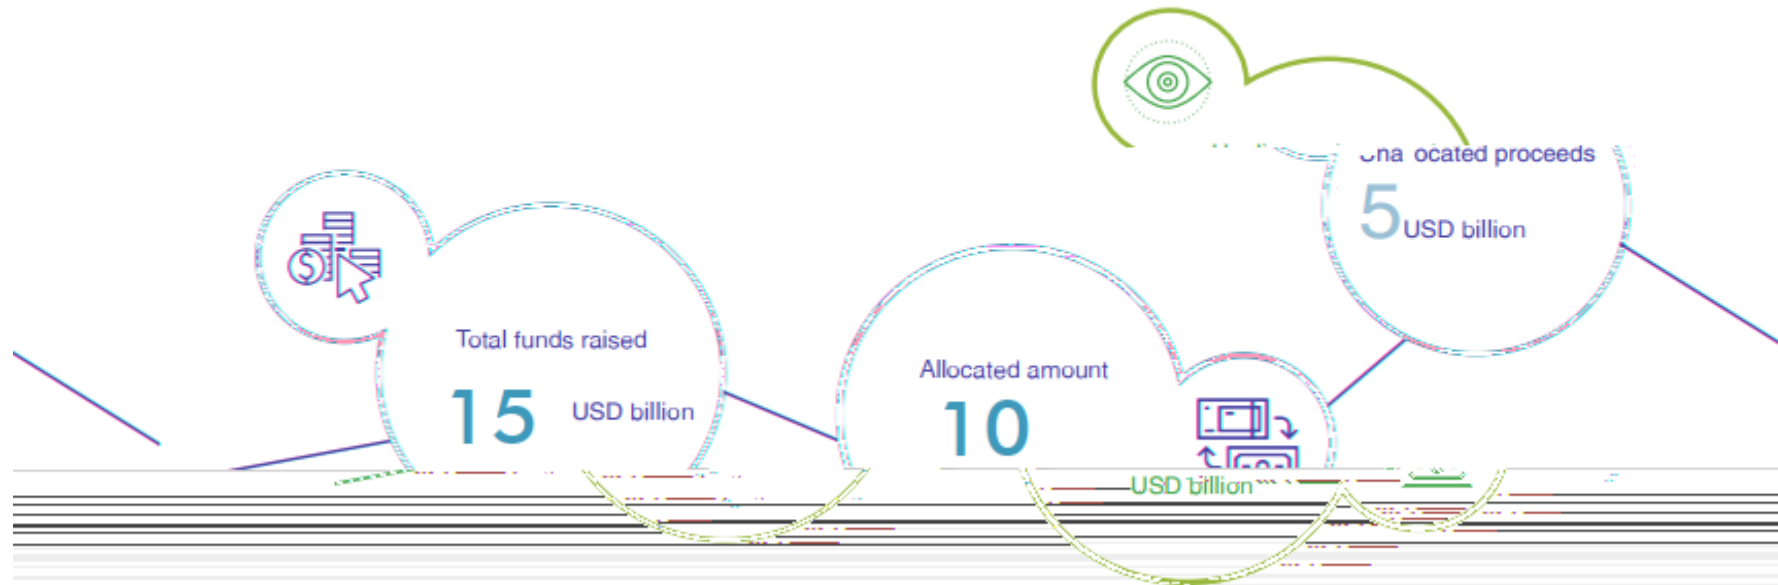 Total funds raised
15 USD billion
Allocated amount
10
USD billion
ocated proceeds
5 USD billion